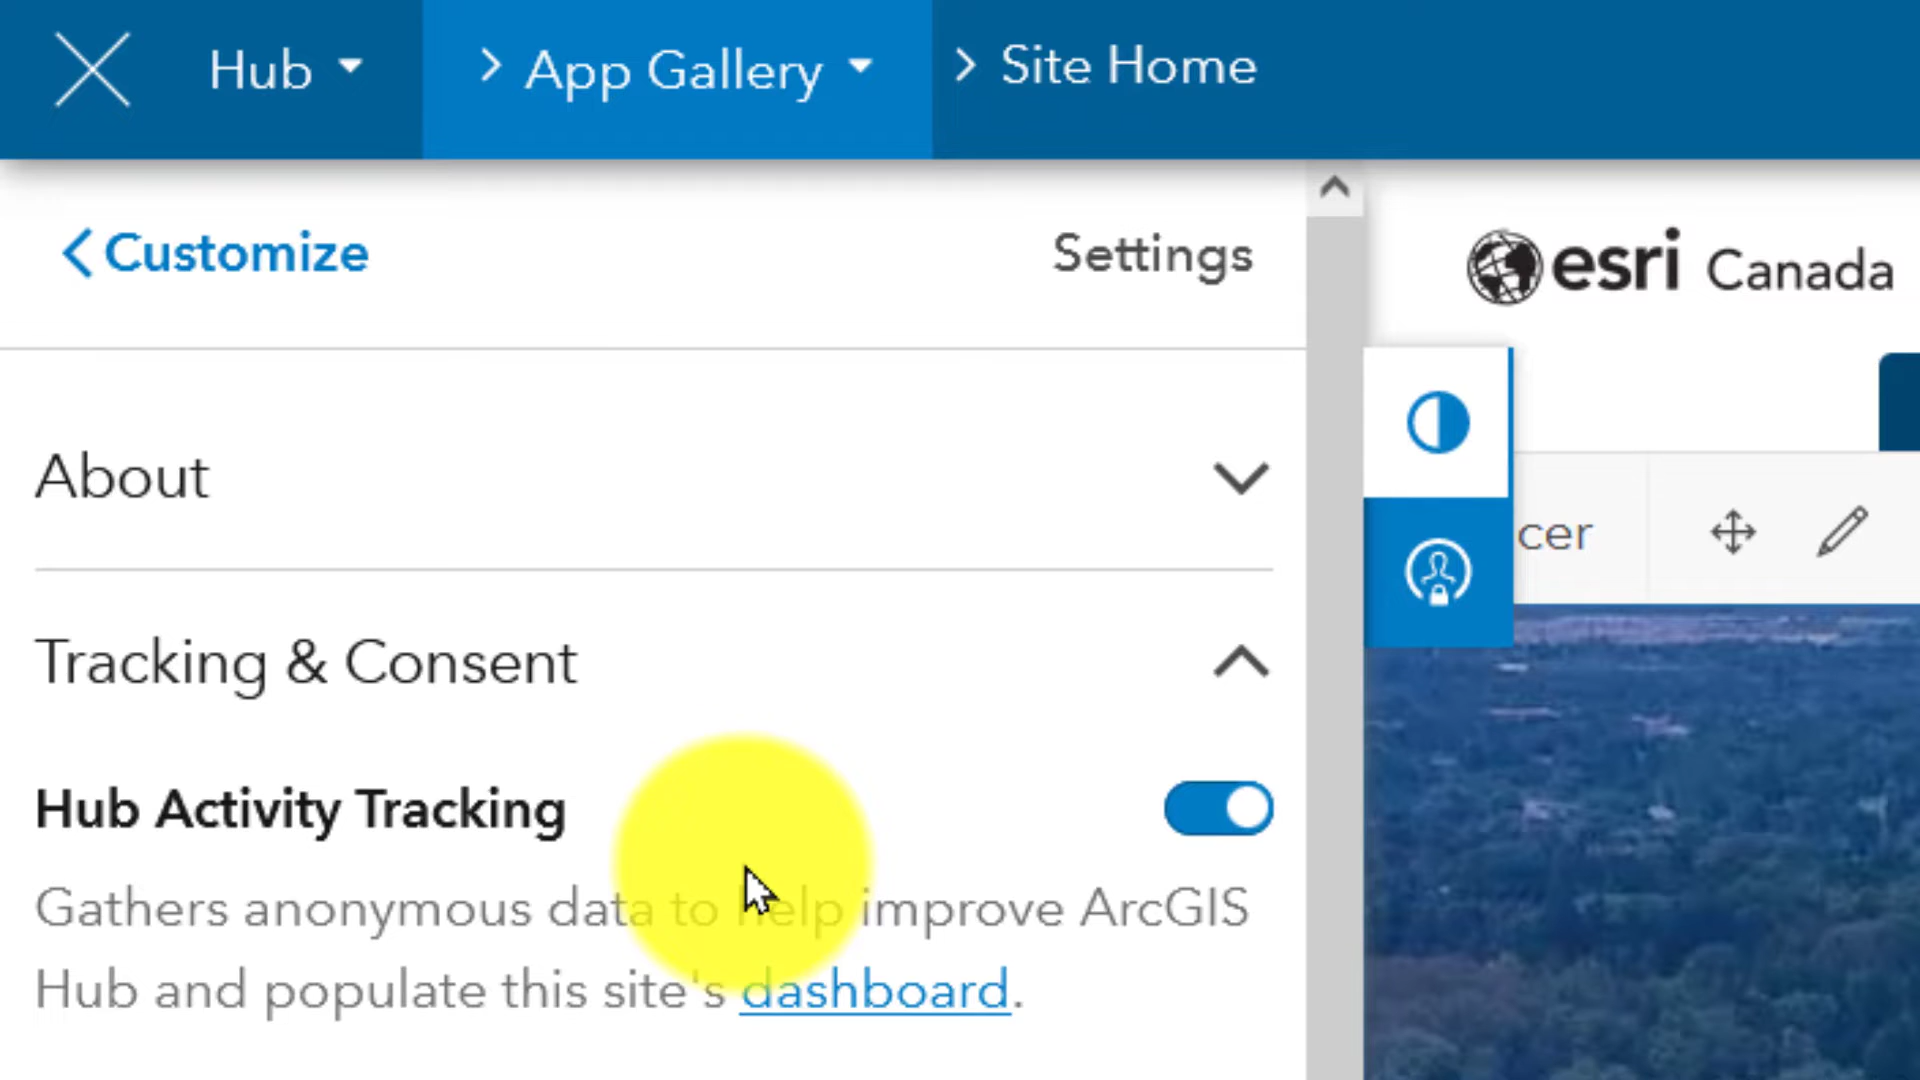 Hub
App Gallery
Site Home
Customize
Settings
esri Canada
About
cer
Tracking & Consent
Hub Activity Tracking
Gathers anonymous data to help improve ArcGIS
Hub and populate this site's dashboard.